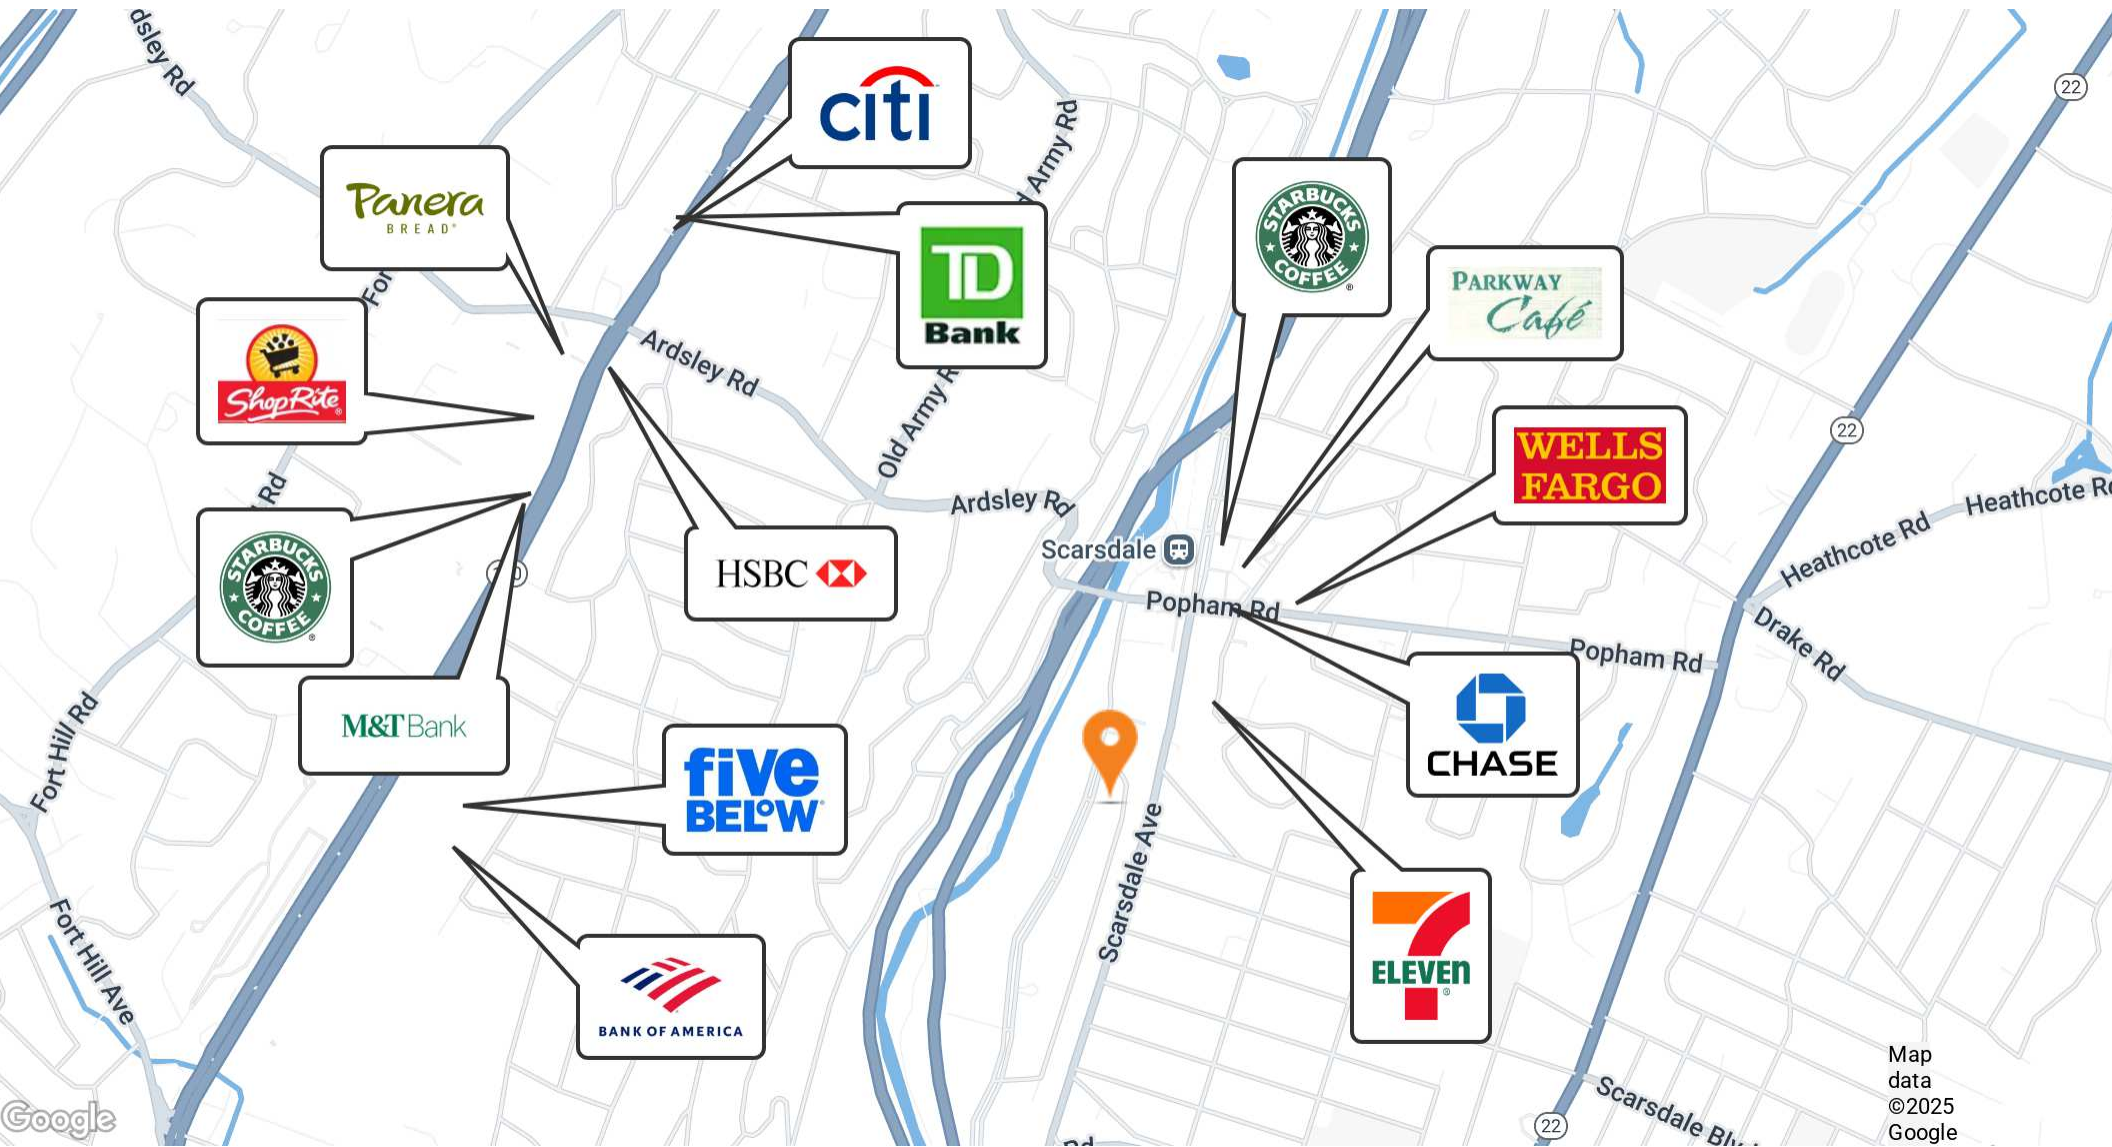 dsley Rd
citi
22
d Army Rd
Panera
BREAD®
STARBUCKS
COFFEE
®
TD
Bank
PARKWAY
Café
For
ShopRite®
Ardsley Rd
Old Army R
22
WELLS
FARGO
Rd
Ardsley Rd
Heathcote Rd
Heathcote Rd
STARBUCKS
COFFEE
®
HSBC
Scarsdale
Popham Rd
Popham Rd
Drake Rd
CHASE
Fort Hill Rd
M&T Bank
five
BELOW
Scarsdale Ave
Fort Hill Ave
BANK OF AMERICA
7
ELEVEN
®
Map
data
©2025
Google
Google
22
Scarsdale Blv
Rd